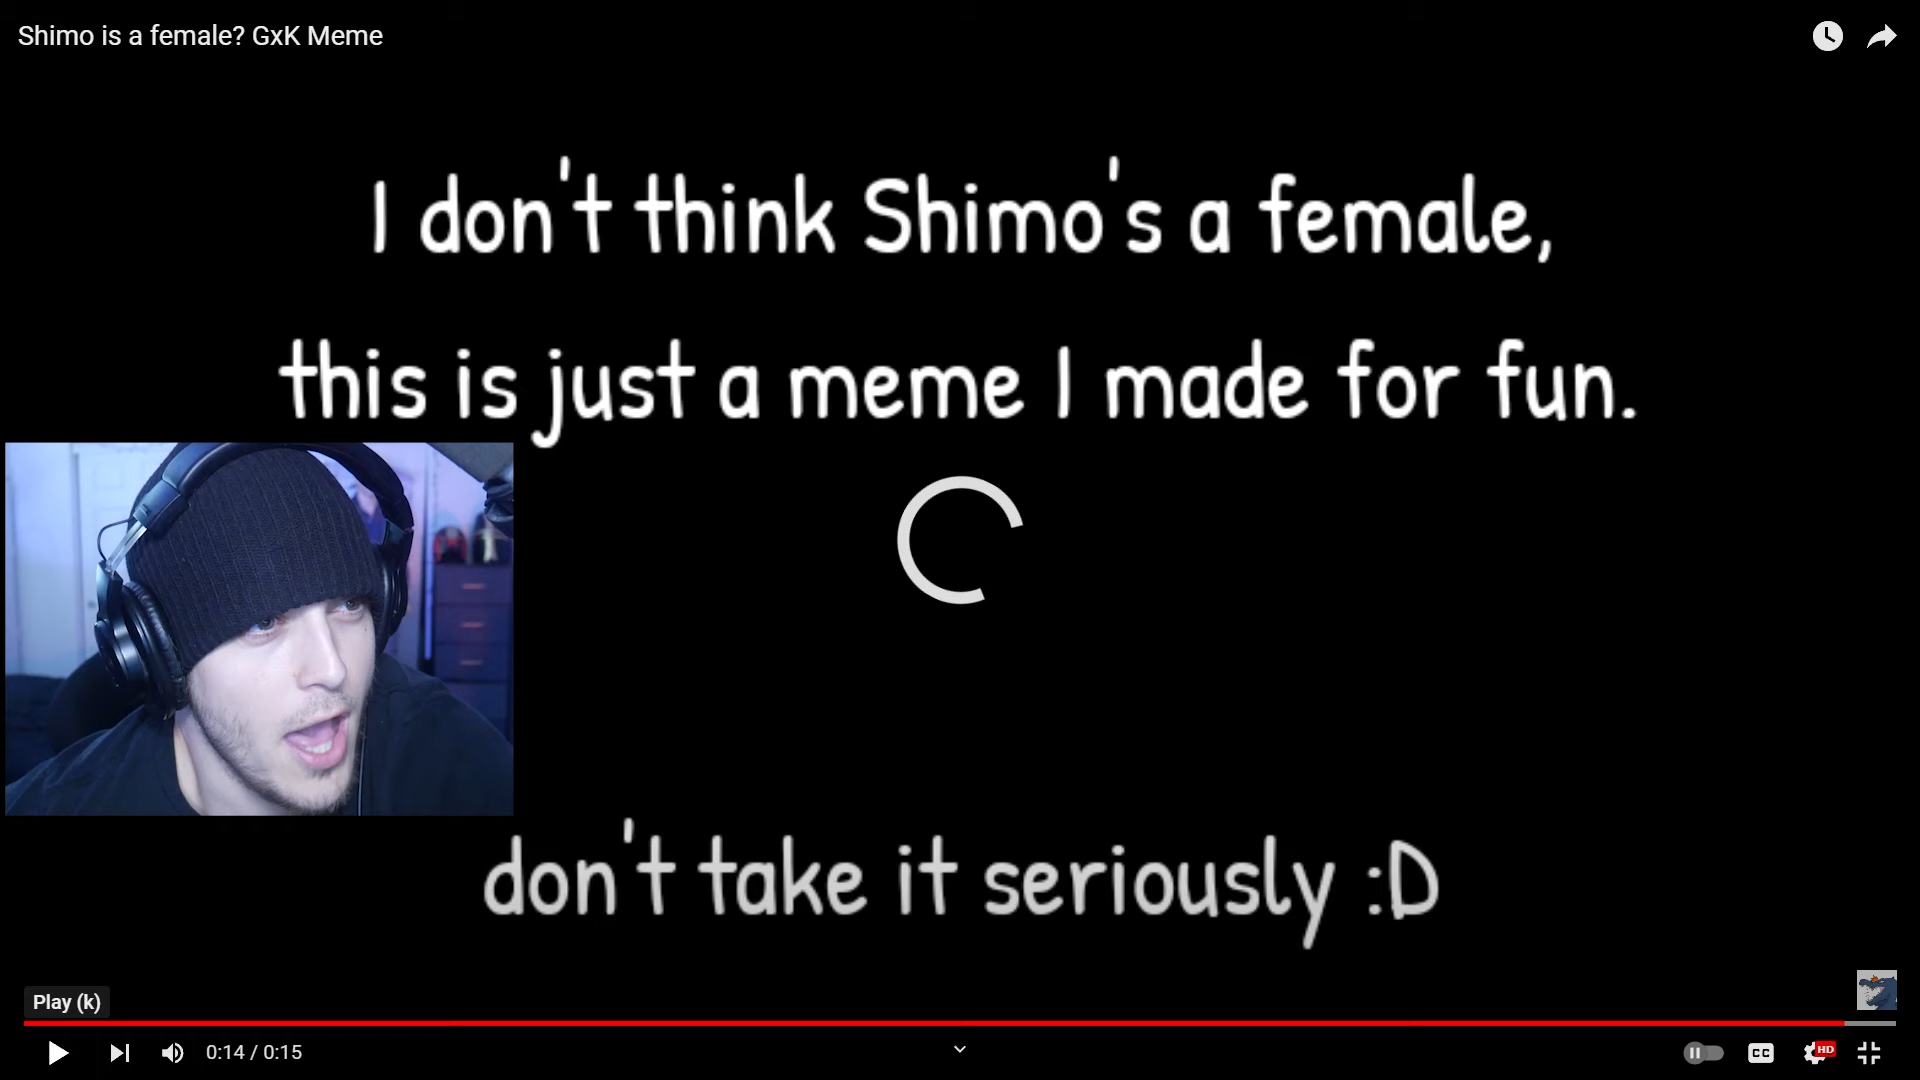 Shimo is a female? GxK Meme
I don't think Shimo's a female,
this is just a meme I made for fun.
don't take it seriously :D
Play (k)
0:14 / 0:15
CC
HD